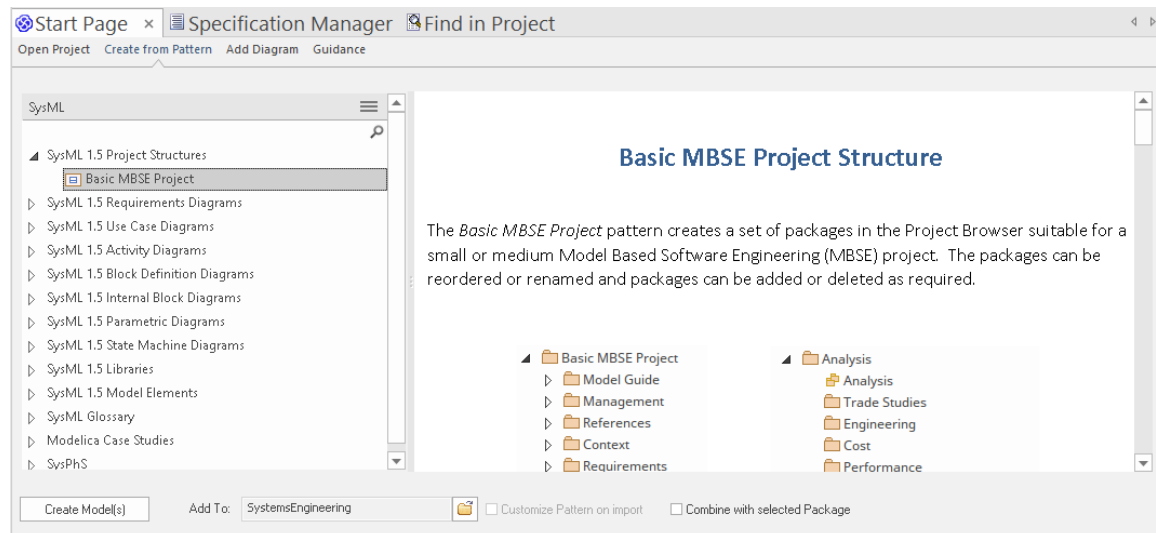 Start Page × Specification Manager Find in Project
Open Project Create from Pattern Add Diagram Guidance
SysML
SysML 1.5 Project Structures
Basic MBSE Project
SysML 1.5 Requirements Diagrams
SysML 1.5 Use Case Diagrams
SysML 1.5 Activity Diagrams
SysML 1.5 Block Definition Diagrams
SysML 1.5 Internal Block Diagrams
SysML 1.5 Parametric Diagrams
SysML 1.5 State Machine Diagrams
SysML 1.5 Libraries
SysML 1.5 Model Elements
SysML Glossary
Modelica Case Studies
SysPhS
Basic MBSE Project Structure
The Basic MBSE Project pattern creates a set of packages in the Project Browser suitable for a
small or medium Model Based Software Engineering (MBSE) project. The packages can be
reordered or renamed and packages can be added or deleted as required.
Basic MBSE Project
Model Guide
Management
References
Context
Requirements
Analysis
Analysis
Trade Studies
Engineering
Cost
Performance
Create Model(s) Add To: SystemsEngineering Customize Pattern on import Combine with selected Package